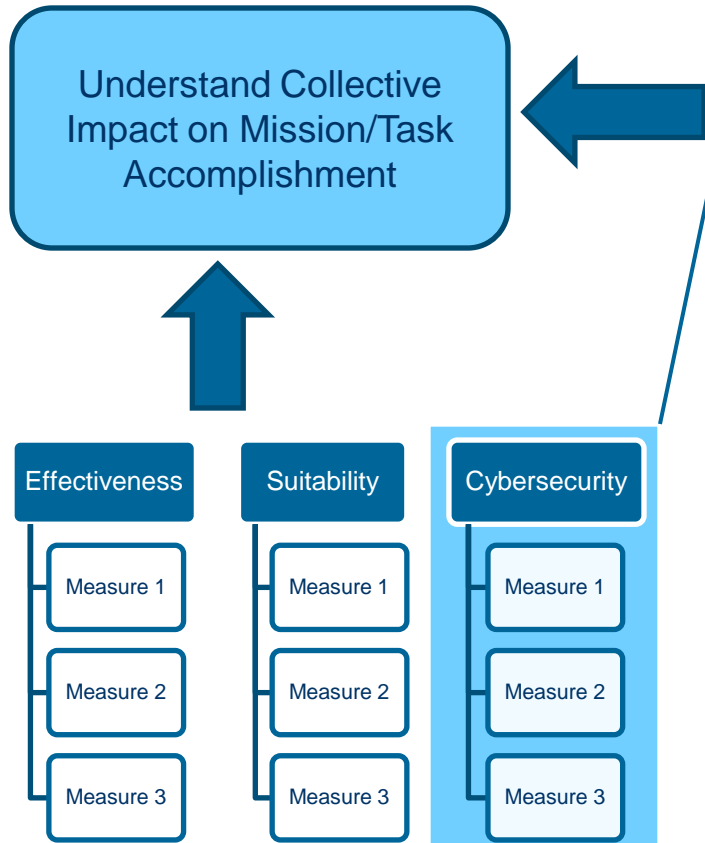 Understand Collective
Impact on Mission/Task
Accomplishment
Effectiveness
Measure 1
Measure 2
Measure 3
Suitability
Measure 1
Measure 2
Measure 3
Cybersecurity
Measure 1
Measure 2
Measure 3